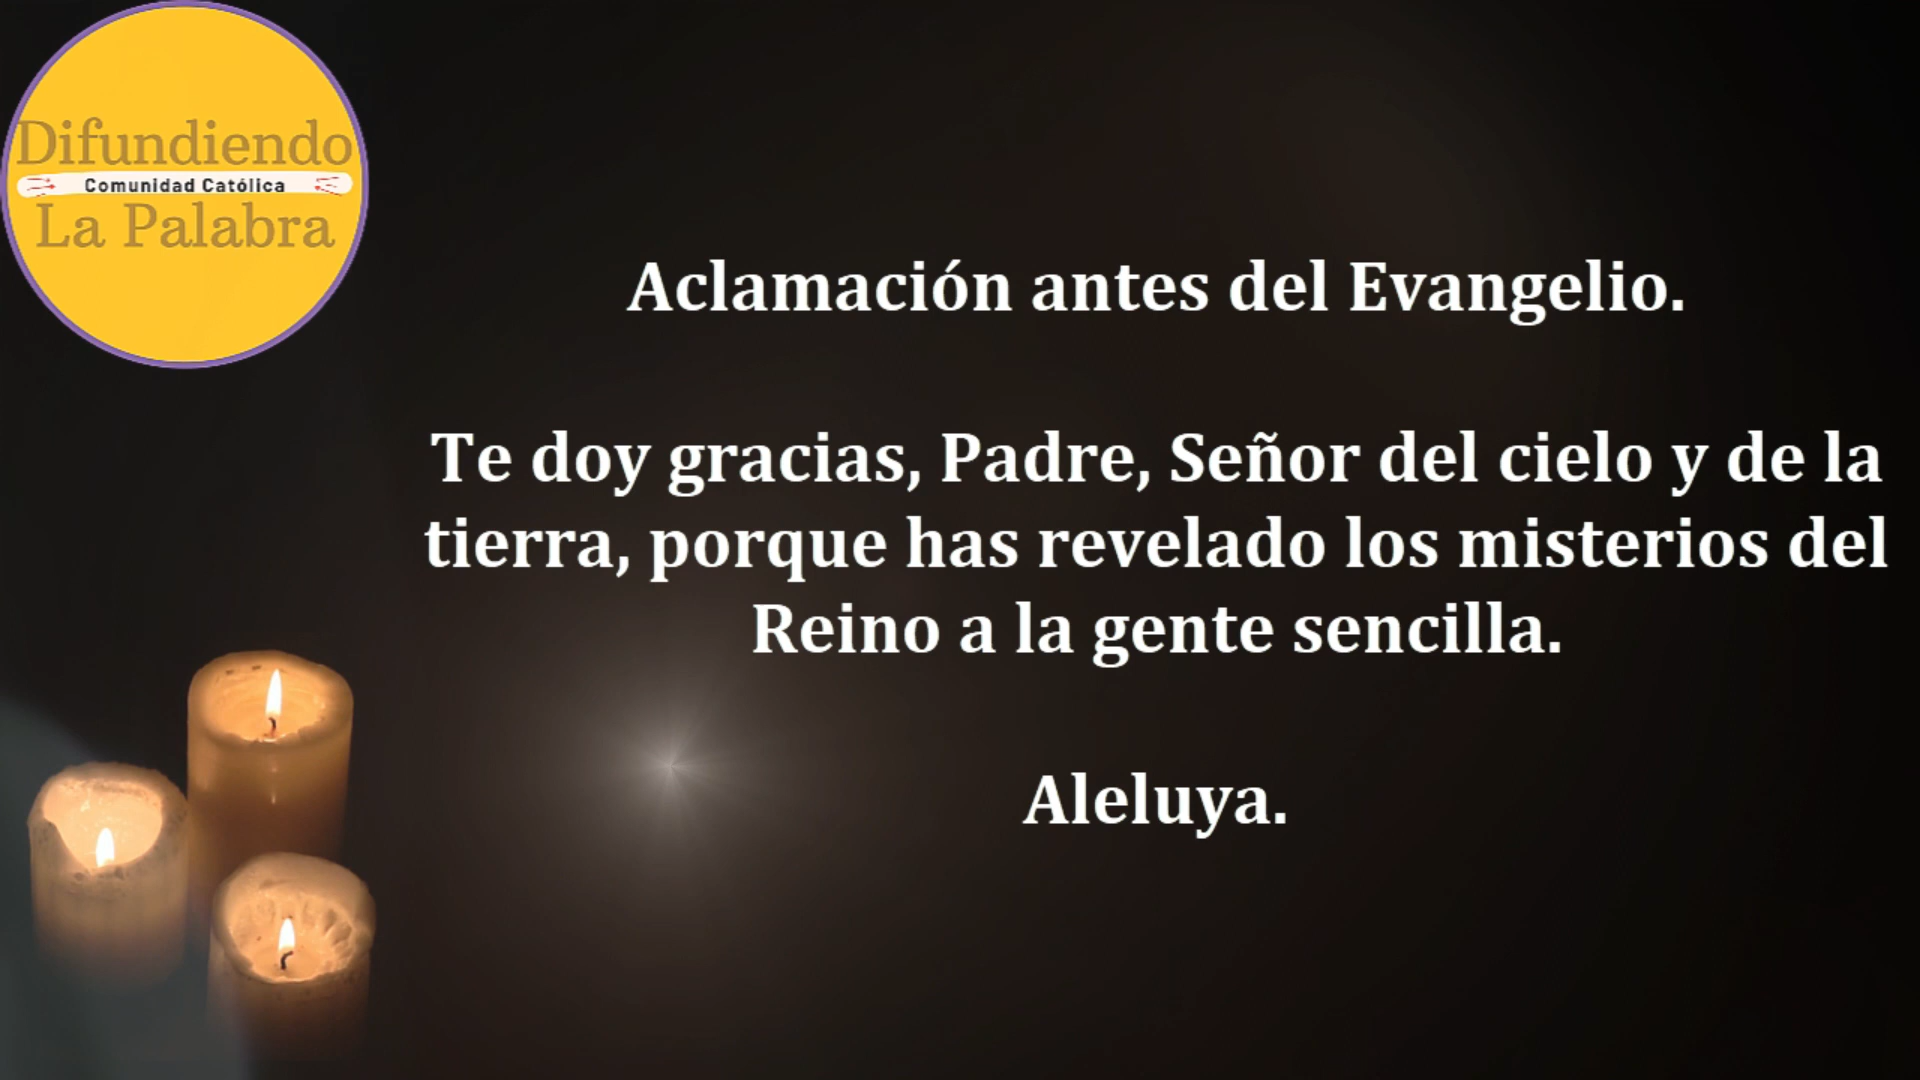 Difundiendo
Comunidad Católica
La Palabra
Aclamación antes del Evangelio.
Te doy gracias, Padre, Señor del cielo y de la
tierra, porque has revelado los misterios del
Reino a la gente sencilla.
Aleluya.